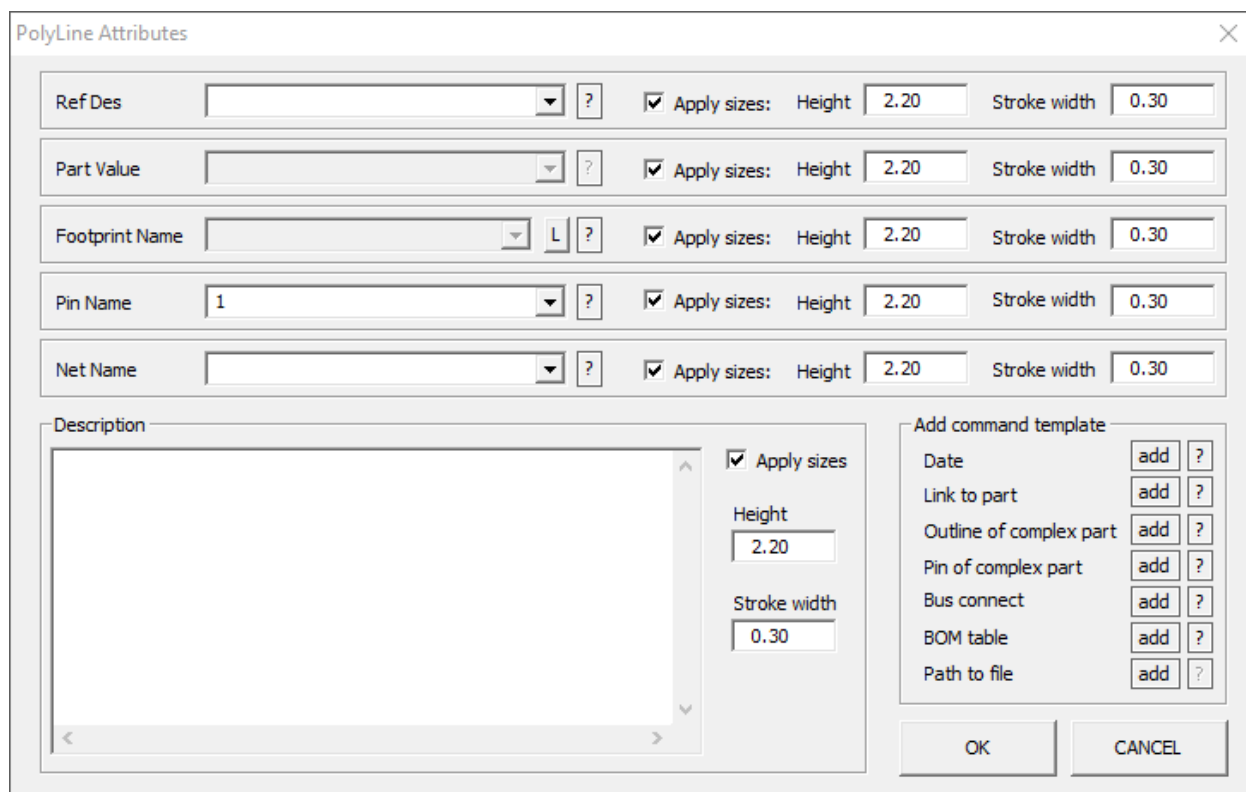 PolyLine Attributes
Ref Des ? Apply sizes: Height 2.20 Stroke width 0.30
Part Value ? Apply sizes: Height 2.20 Stroke width 0.30
Footprint Name L ? Apply sizes: Height 2.20 Stroke width 0.30
Pin Name 1 ? Apply sizes: Height 2.20 Stroke width 0.30
Net Name ? Apply sizes: Height 2.20 Stroke width 0.30
Description
Apply sizes
Height
2.20
Stroke width
0.30
Add command template
Date add ?
Link to part add ?
Outline of complex part add ?
Pin of complex part add ?
Bus connect add ?
BOM table add ?
Path to file add ?
OK CANCEL